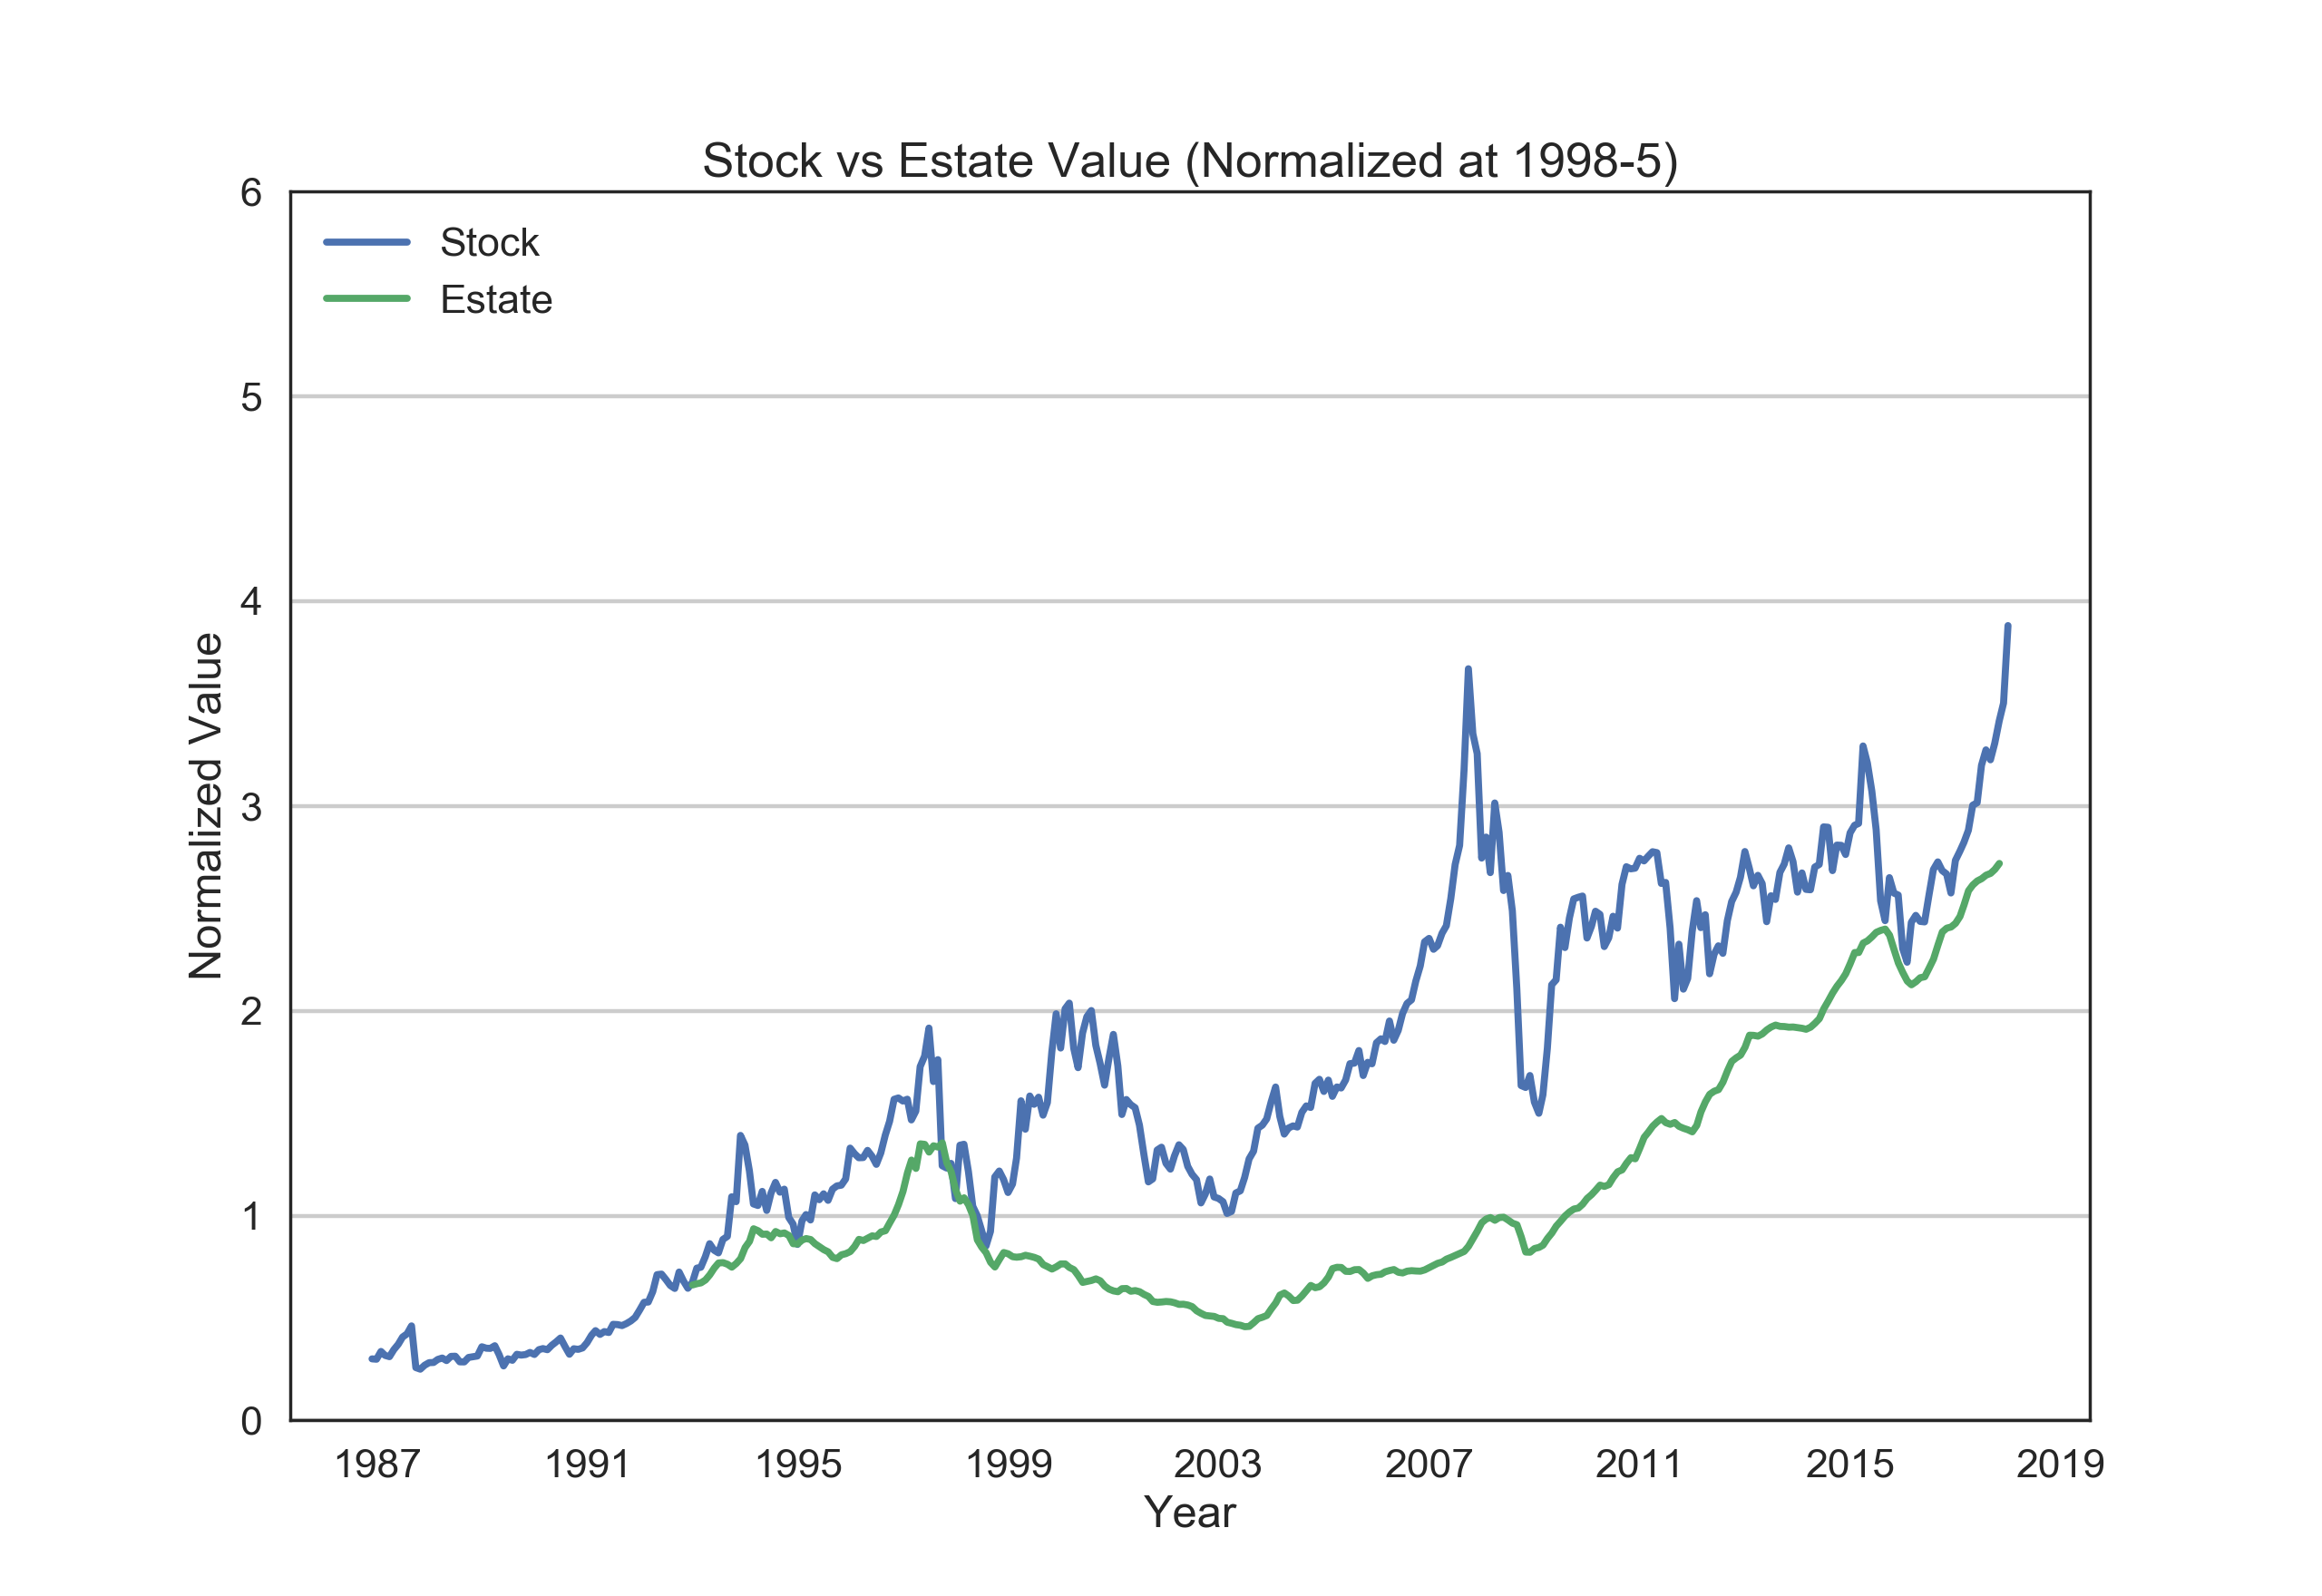 Stock vs Estate Value (Normalized at 1998-5)
6
Stock
Estate
5
4
3
2
1
0
Normalized Value
1987 1991 1995 1999 2003 2007 2011 2015 2019
Year